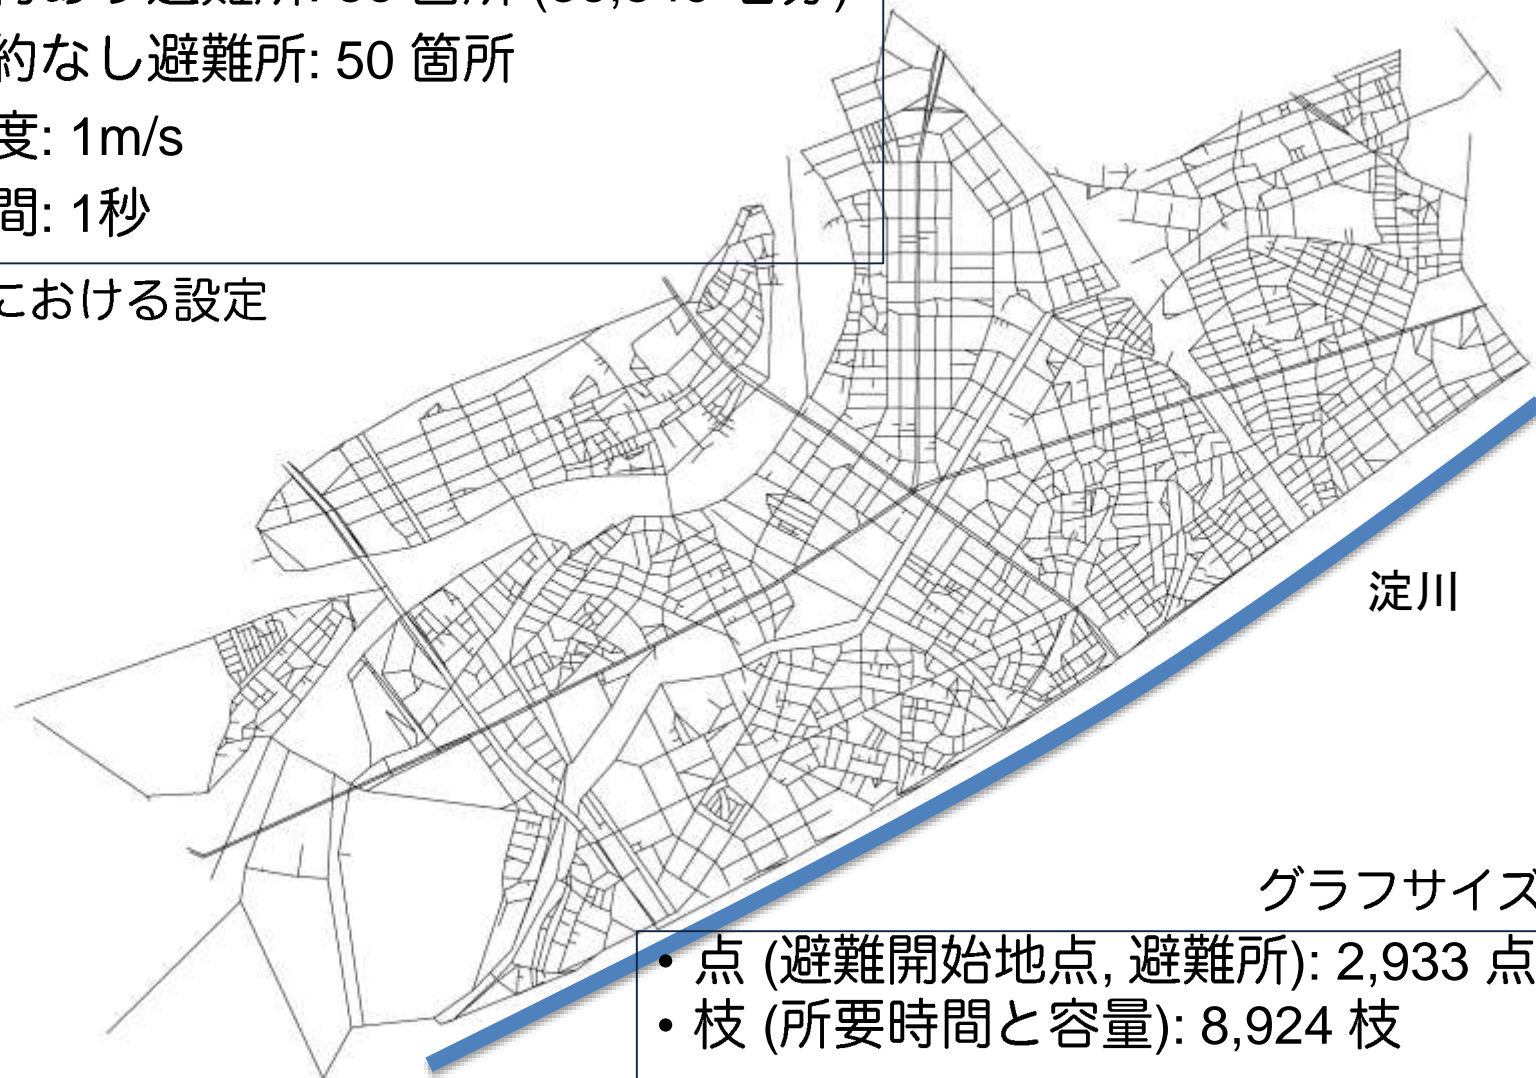 約なし避難所: 50 箇所
度: 1m/s
間: 1秒
における設定
淀川
グラフサイズ
• 点 (避難開始地点, 避難所): 2,933 点
• 枝 (所要時間と容量): 8,924 枝